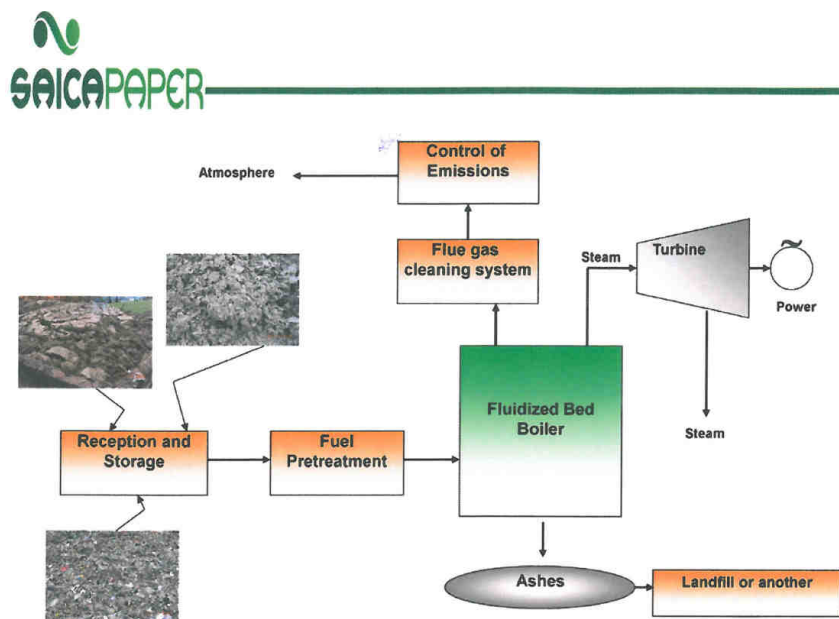 SAICAPAPER
Control of
Emissions
Atmosphere
Flue gas
cleaning system
Steam
Turbine
Power
Fluidized Bed
Boiler
Steam
Reception and
Storage
Fuel
Pretreatment
Ashes
Landfill or another